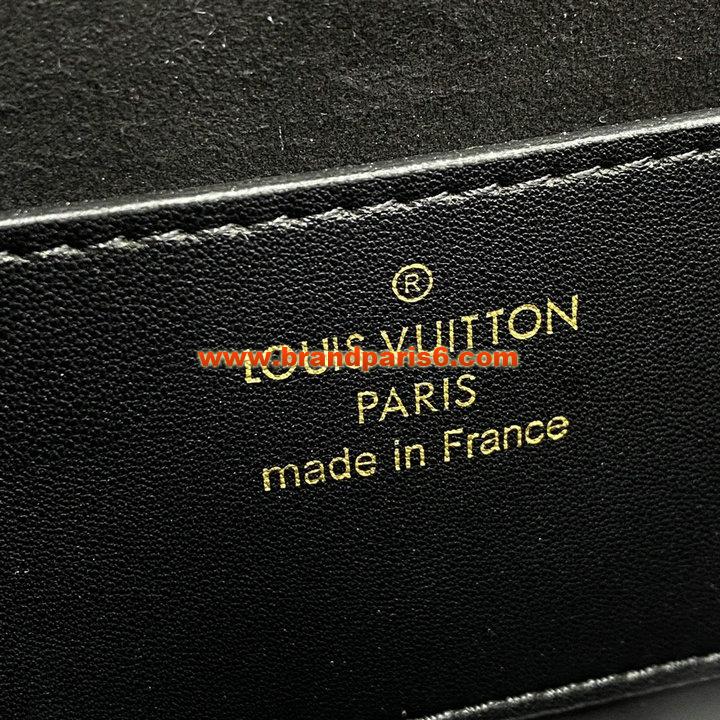 ®
LOUIS VUITTON
www.brandparis6.com
PARIS
made in France